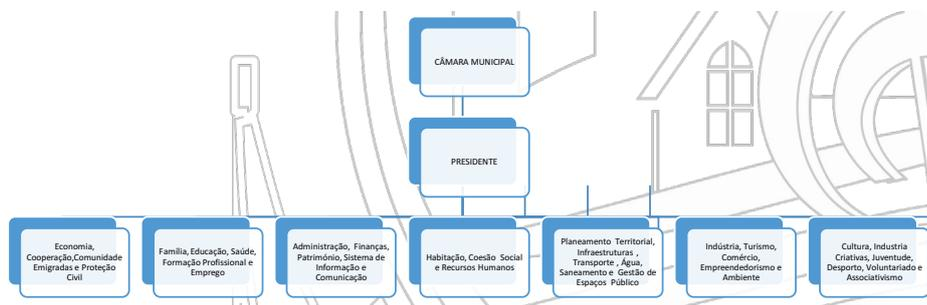 CÂMARA MUNICIPAL
PRESIDENTE
Economia,
Cooperação,Comunidade
Emigradas e Proteção
Civil
Família,Educação, Saúde,
Formação Profissional e
Emprego
Administração, Finanças,
Património, Sistema de
Informação e
Comunicação
Habitação, Coesão Social
e Recursos Humanos
Planeamento Territorial,
Infraestruturas ,
Transporte , Água,
Saneamento e Gestão de
Espaços Público
Indústria, Turismo,
Comércio,
Empreendedorismo e
Ambiente
Cultura, Industria
Criativas, Juventude,
Desporto, Voluntariado e
Associativismo